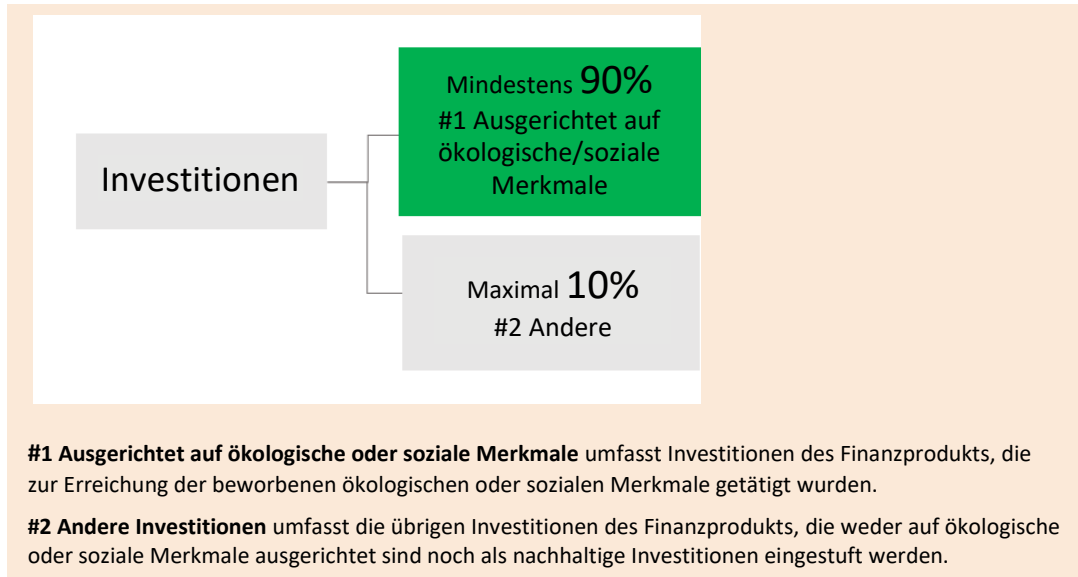 Investitionen
Mindestens 90%
#1 Ausgerichtet auf
ökologische/soziale
Merkmale
Maximal 10%
#2 Andere
#1 Ausgerichtet auf ökologische oder soziale Merkmale umfasst Investitionen des Finanzprodukts, die
zur Erreichung der beworbenen ökologischen oder sozialen Merkmale getätigt wurden.
#2 Andere Investitionen umfasst die übrigen Investitionen des Finanzprodukts, die weder auf ökologische
oder soziale Merkmale ausgerichtet sind noch als nachhaltige Investitionen eingestuft werden.